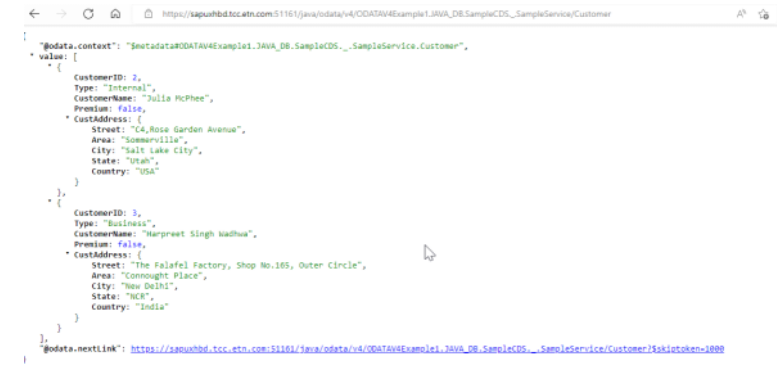 https://sapuxhbd.tcc.etn.com:51161/java/odata/v4/ODATAV4Example1.JAVA_DB.SampleCDS._.SampleService/Customer
{
"@odata.context": "$metadata#ODATAV4Example1.JAVA_DB.SampleCDS._.SampleService.Customer",
value: [
{
CustomerID: 2,
Type: "Internal",
CustomerName: "Julia McPhee",
Premium: false,
CustAddress: {
Street: "C4,Rose Garden Avenue",
Area: "Sommerville",
City: "Salt Lake City",
State: "Utah",
Country: "USA"
}
},
{
CustomerID: 3,
Type: "Business",
CustomerName: "Harpreet Singh Wadhwa",
Premium: false,
CustAddress: {
Street: "The Falafel Factory, Shop No.165, Outer Circle",
Area: "Connought Place",
City: "New Delhi",
State: "NCR",
Country: "India"
}
}
],
"@odata.nextLink": https://sapuxhbd.tcc.etn.com:51161/java/odata/v4/ODATAV4Example1.JAVA_DB.SampleCDS._.SampleService/Customer?$skiptoken=1000
}